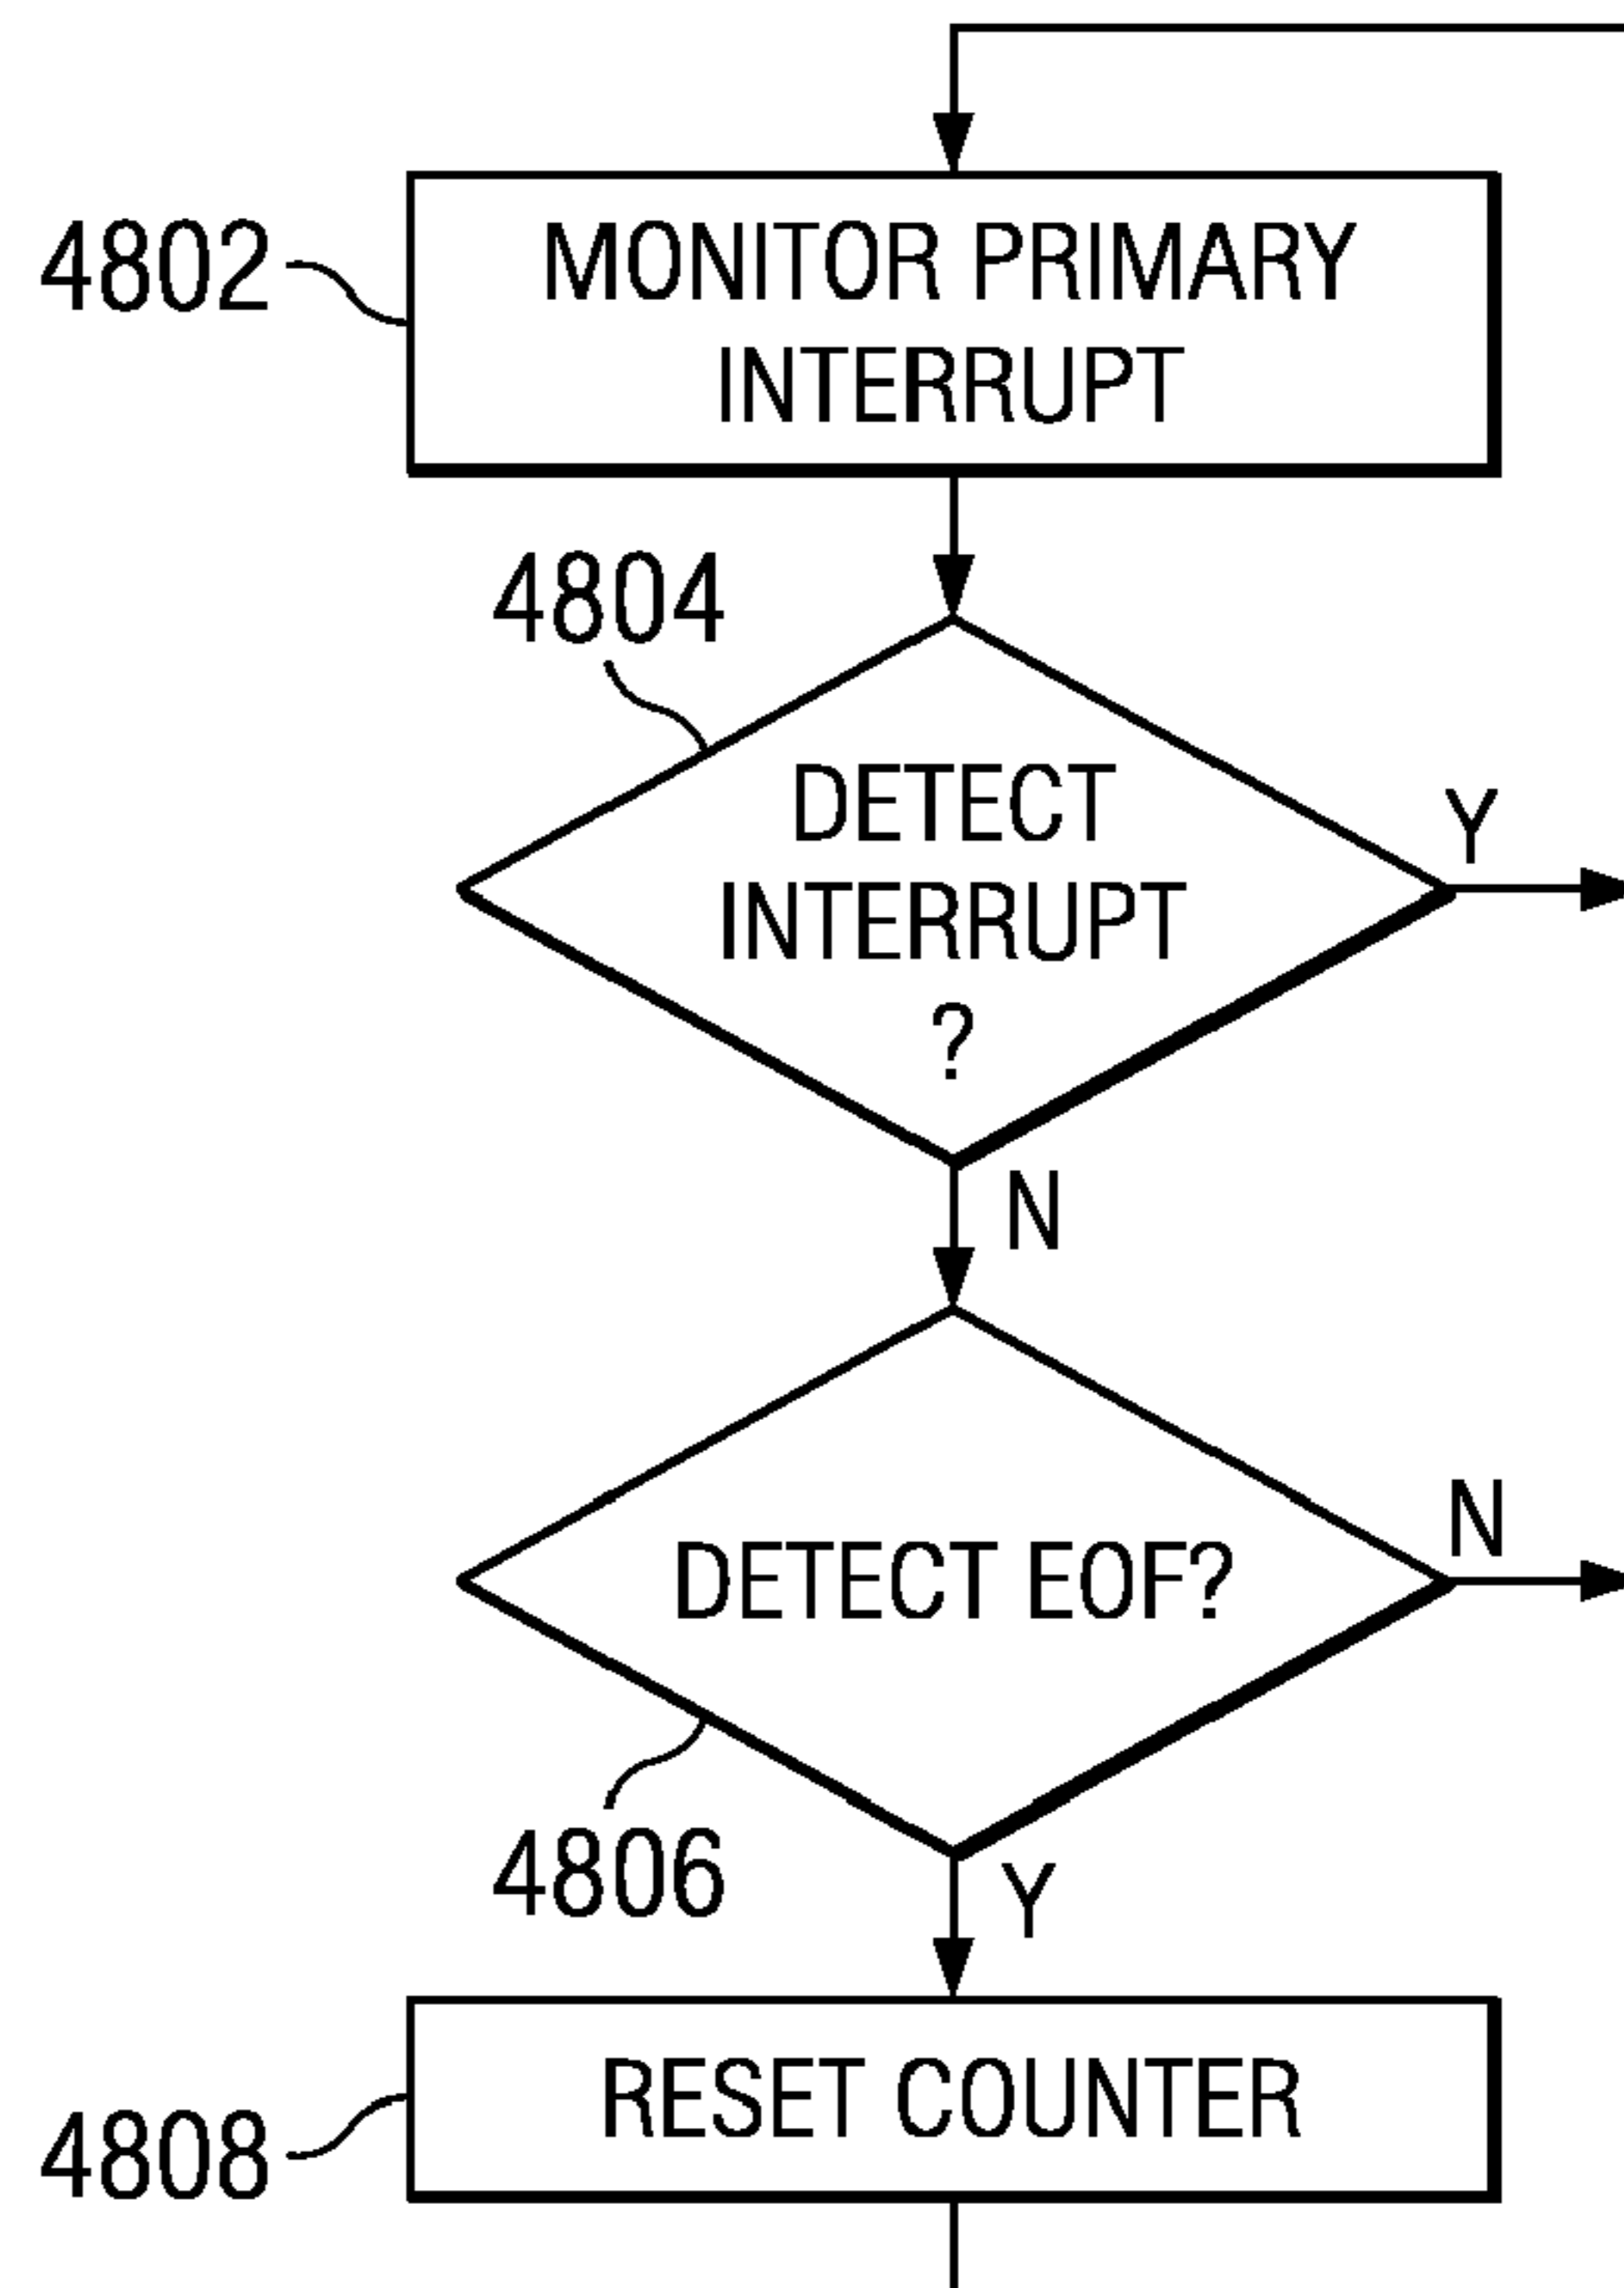 4802
MONITOR PRIMARY
INTERRUPT
4804
DETECT
INTERRUPT
?
Y
N
DETECT EOF?
N
4806
Y
RESET COUNTER
4808